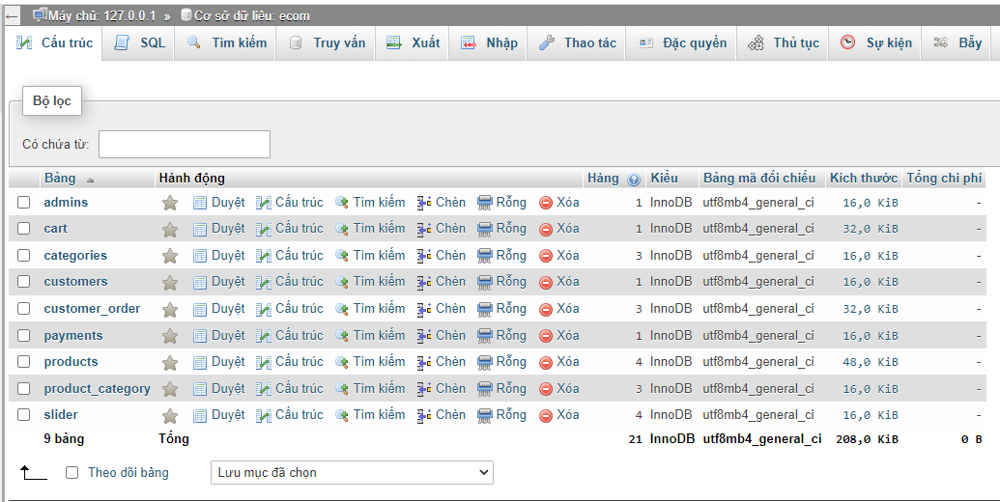 Máy chủ: 127.0.0.1 » Cơ sở dữ liệu: ecom
Cấu trúc SQL Tìm kiếm Truy vấn Xuất Nhập Thao tác Đặc quyền Thủ tục Sự kiện Bẫy
Bộ lọc
Có chứa từ:
Bảng Hành động Hàng Kiểu Bảng mã đối chiếu Kích thước Tổng chi phí
admins Duyệt Cấu trúc Tìm kiếm Chèn Rỗng Xóa 1 InnoDB utf8mb4_general_ci 16,0 KiB -
cart Duyệt Cấu trúc Tìm kiếm Chèn Rỗng Xóa 1 InnoDB utf8mb4_general_ci 32,0 KiB -
categories Duyệt Cấu trúc Tìm kiếm Chèn Rỗng Xóa 3 InnoDB utf8mb4_general_ci 16,0 KiB -
customers Duyệt Cấu trúc Tìm kiếm Chèn Rỗng Xóa 1 InnoDB utf8mb4_general_ci 16,0 KiB -
customer_order Duyệt Cấu trúc Tìm kiếm Chèn Rỗng Xóa 3 InnoDB utf8mb4_general_ci 32,0 KiB -
payments Duyệt Cấu trúc Tìm kiếm Chèn Rỗng Xóa 1 InnoDB utf8mb4_general_ci 16,0 KiB -
products Duyệt Cấu trúc Tìm kiếm Chèn Rỗng Xóa 4 InnoDB utf8mb4_general_ci 48,0 KiB -
product_category Duyệt Cấu trúc Tìm kiếm Chèn Rỗng Xóa 3 InnoDB utf8mb4_general_ci 16,0 KiB -
slider Duyệt Cấu trúc Tìm kiếm Chèn Rỗng Xóa 4 InnoDB utf8mb4_general_ci 16,0 KiB -
9 bảng Tổng 21 InnoDB utf8mb4_general_ci 208,0 KiB 0 B
Theo dõi bảng Lưu mục đã chọn